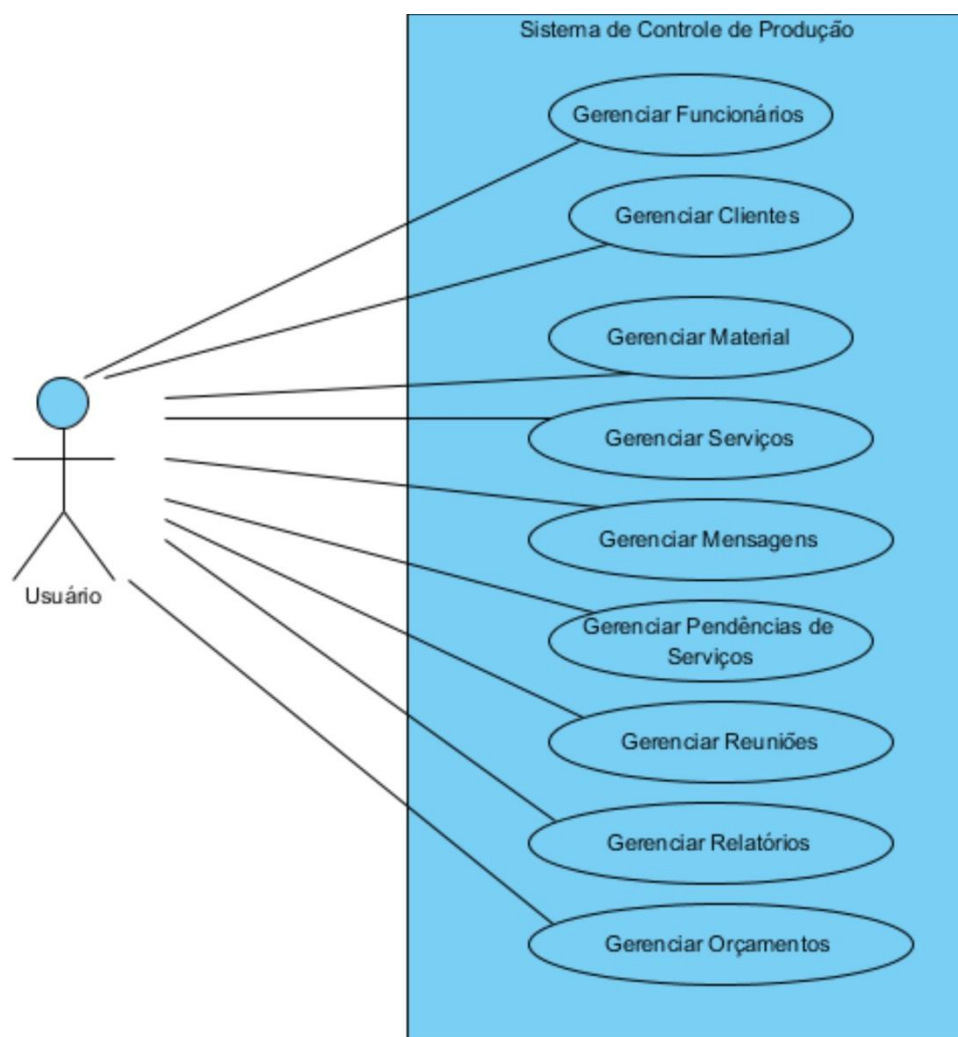 Sistema de Controle de Produção
Gerenciar Funcionários
Gerenciar Clientes
Gerenciar Material
Gerenciar Serviços
Gerenciar Mensagens
Gerenciar Pendências de
Serviços
Gerenciar Reuniões
Gerenciar Relatórios
Gerenciar Orçamentos
Usuário